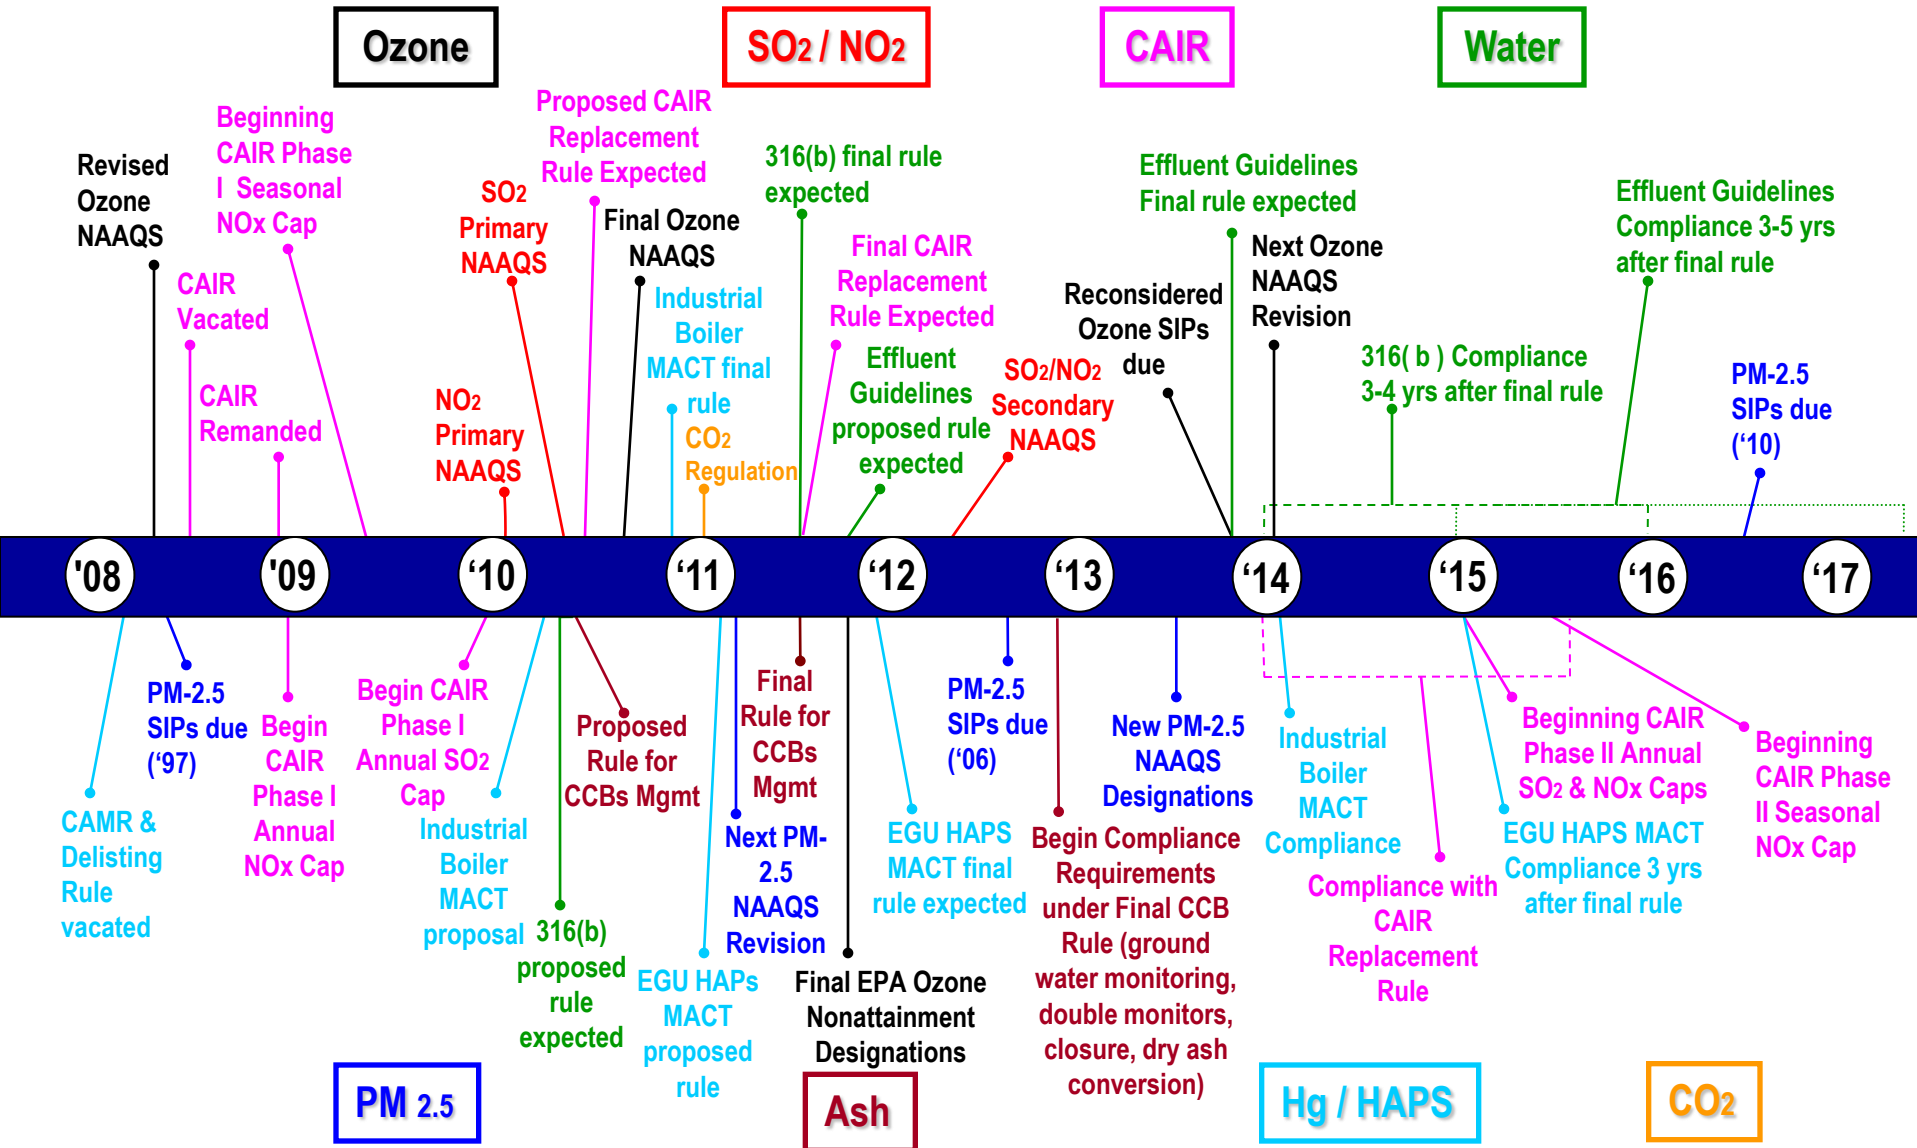 Ozone
SO2 / NO2
CAIR
Water
Revised
Ozone
NAAQS
CAIR
Vacated
Beginning
CAIR Phase
I Seasonal
NOx Cap
CAIR
Remanded
NO2
Primary
NAAQS
SO2
Primary
NAAQS
Proposed CAIR
Replacement
Rule Expected
Final Ozone
NAAQS
Industrial
Boiler
MACT final
rule
CO2
Regulation
316(b) final rule
expected
Final CAIR
Replacement
Rule Expected
Effluent
Guidelines
proposed rule
expected
SO2/NO2
Secondary
NAAQS
Reconsidered
Ozone SIPs
due
Effluent Guidelines
Final rule expected
Next Ozone
NAAQS
Revision
316( b ) Compliance
3-4 yrs after final rule
Effluent Guidelines
Compliance 3-5 yrs
after final rule
PM-2.5
SIPs due
(‘10)
'08
'09
‘10
‘11
‘12
‘13
‘14
‘15
‘16
‘17
CAMR &
Delisting
Rule
vacated
PM-2.5
SIPs due
(‘97)
Begin
CAIR
Phase I
Annual
NOx Cap
Begin CAIR
Phase I
Annual SO2
Cap
Industrial
Boiler
MACT
proposal
316(b)
proposed
rule
expected
Proposed
Rule for
CCBs Mgmt
EGU HAPs
MACT
proposed
rule
Next PM-
2.5
NAAQS
Revision
Final
Rule for
CCBs
Mgmt
Final EPA Ozone
Nonattainment
Designations
EGU HAPS
MACT final
rule expected
PM-2.5
SIPs due
(‘06)
Begin Compliance
Requirements
under Final CCB
Rule (ground
water monitoring,
double monitors,
closure, dry ash
conversion)
New PM-2.5
NAAQS
Designations
Industrial
Boiler
MACT
Compliance
Compliance with
CAIR
Replacement
Rule
Beginning CAIR
Phase II Annual
SO2 & NOx Caps
EGU HAPS MACT
Compliance 3 yrs
after final rule
Beginning
CAIR Phase
II Seasonal
NOx Cap
PM 2.5
Ash
Hg / HAPS
CO2